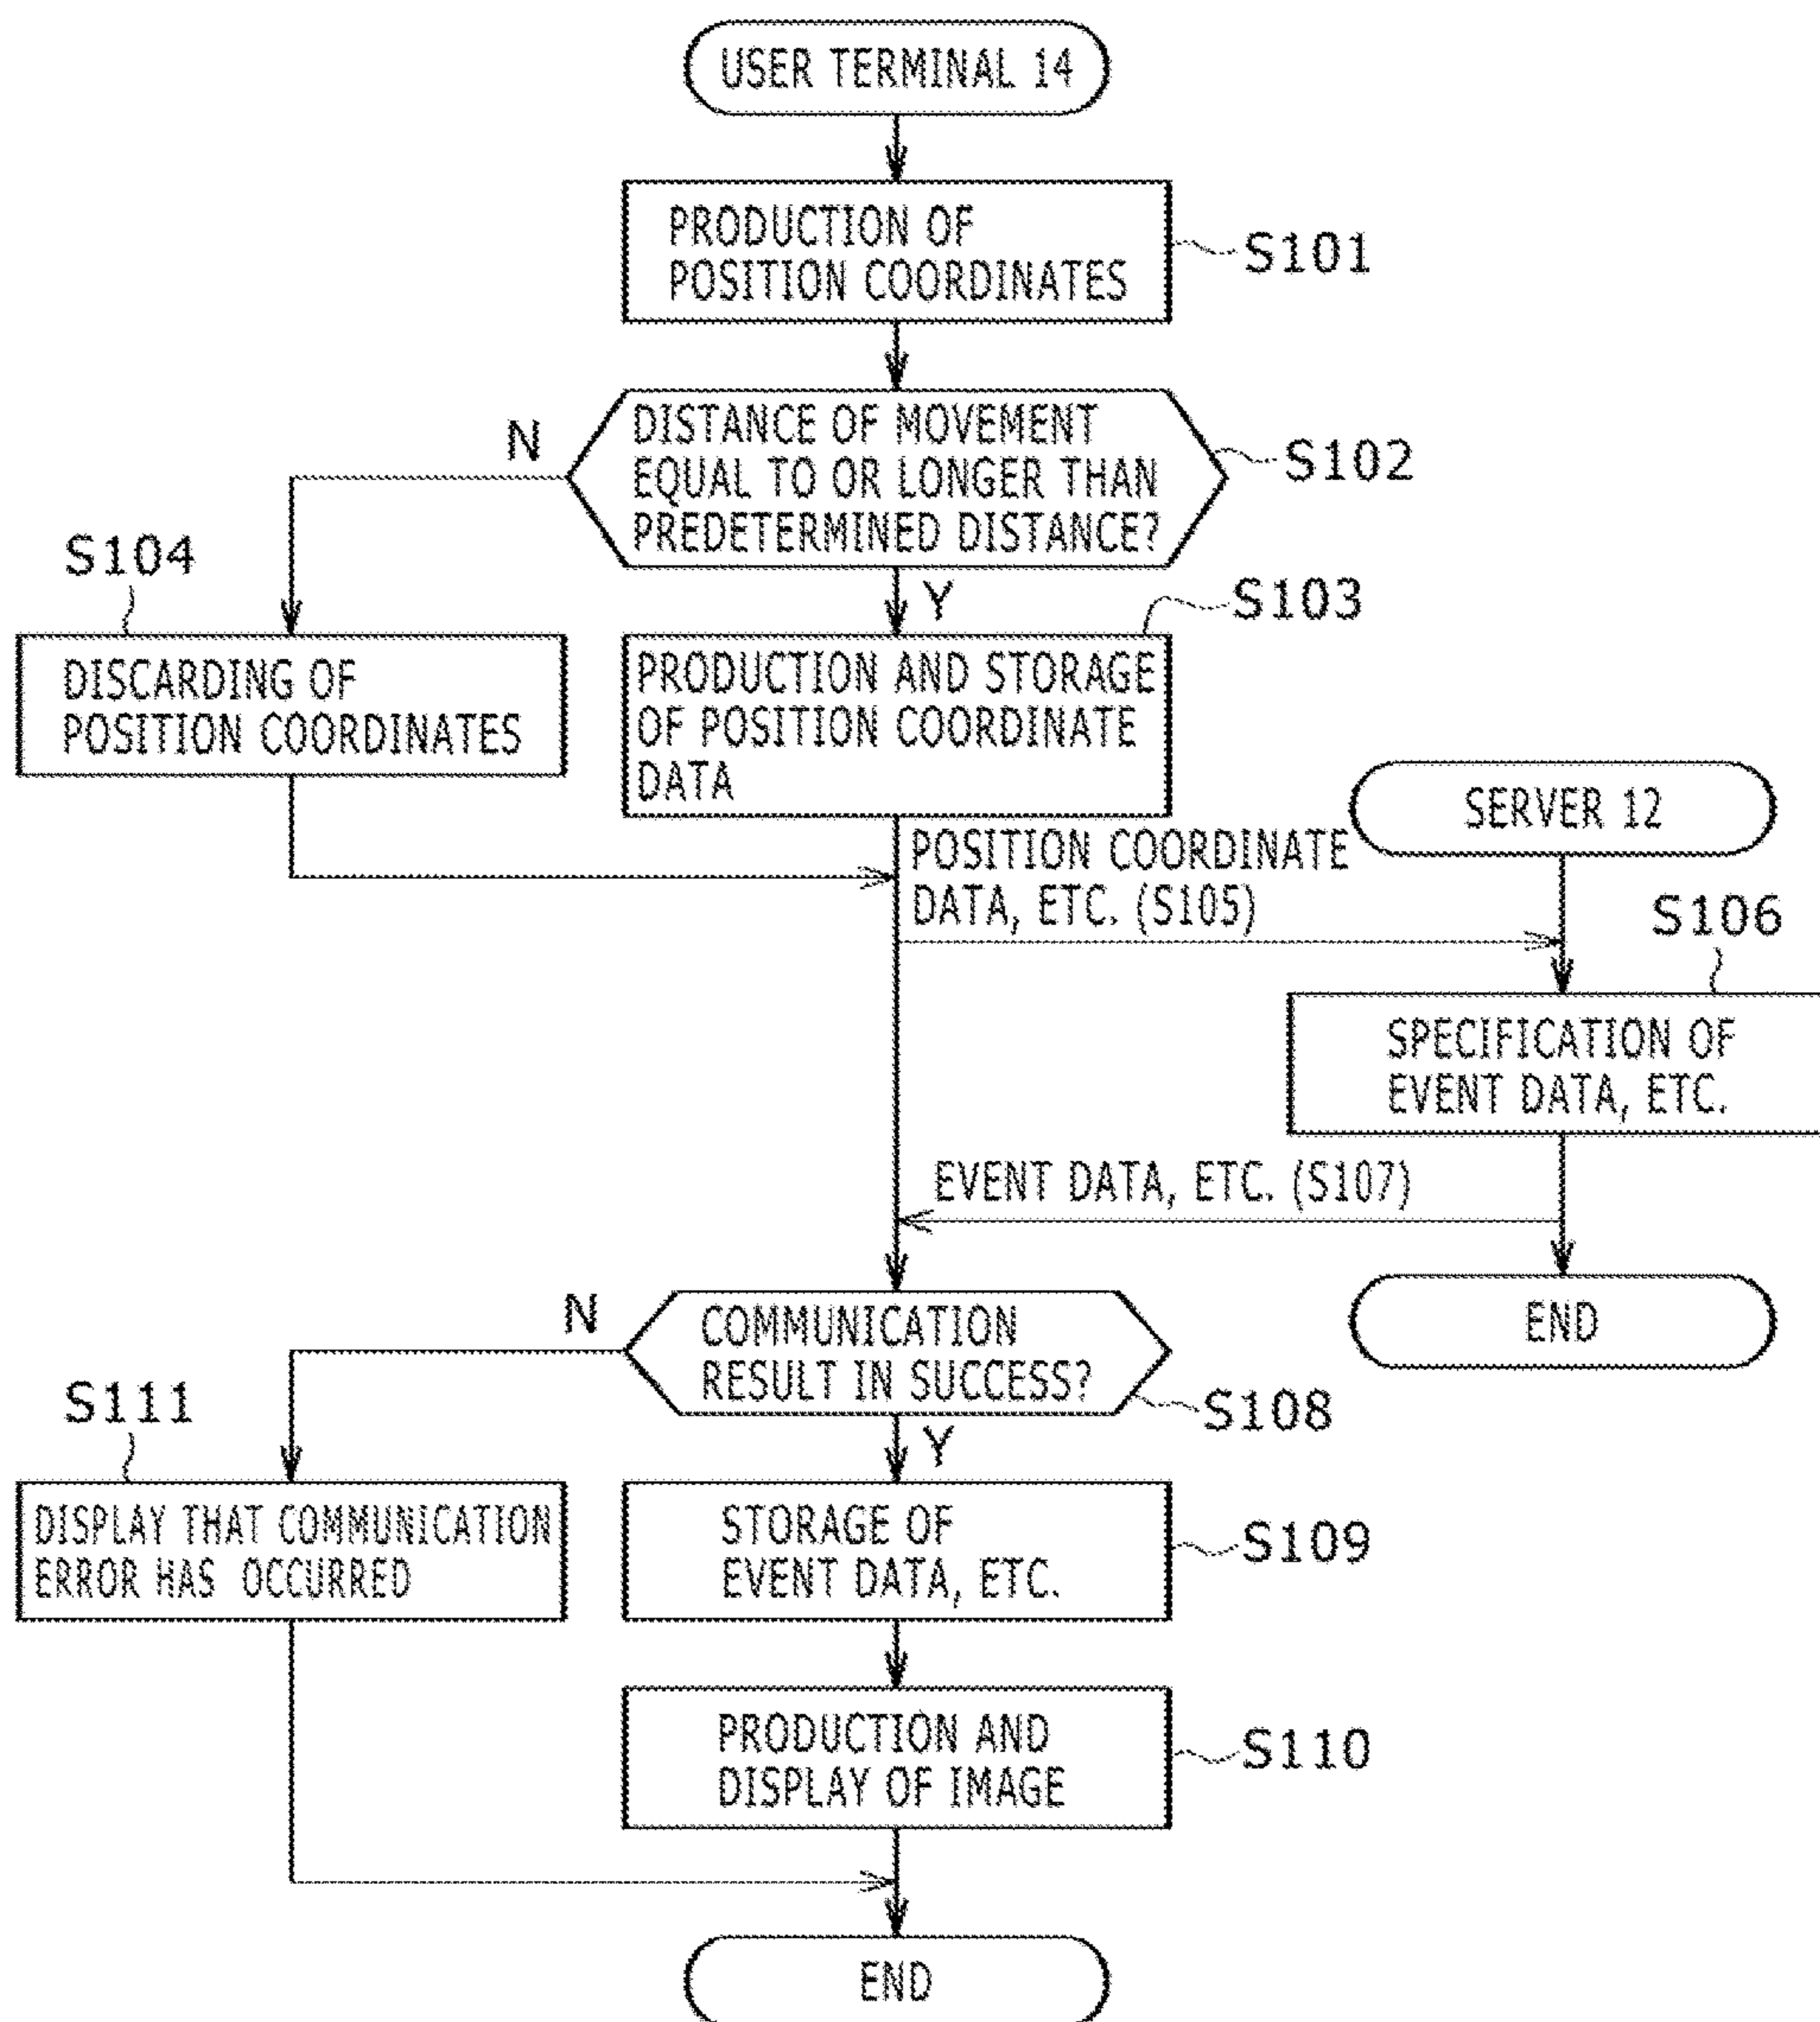 USER TERMINAL 14
PRODUCTION OF
POSITION COORDINATES
S101
DISTANCE OF MOVEMENT
EQUAL TO OR LONGER THAN
PREDETERMINED DISTANCE?
S102
N
Y
S104
DISCARDING OF
POSITION COORDINATES
S103
PRODUCTION AND STORAGE
OF POSITION COORDINATE
DATA
SERVER 12
POSITION COORDINATE
DATA, ETC. (S105)
S106
SPECIFICATION OF
EVENT DATA, ETC.
EVENT DATA, ETC. (S107)
END
COMMUNICATION
RESULT IN SUCCESS?
S108
N
Y
S111
DISPLAY THAT COMMUNICATION
ERROR HAS OCCURRED
STORAGE OF
EVENT DATA, ETC.
S109
PRODUCTION AND
DISPLAY OF IMAGE
S110
END